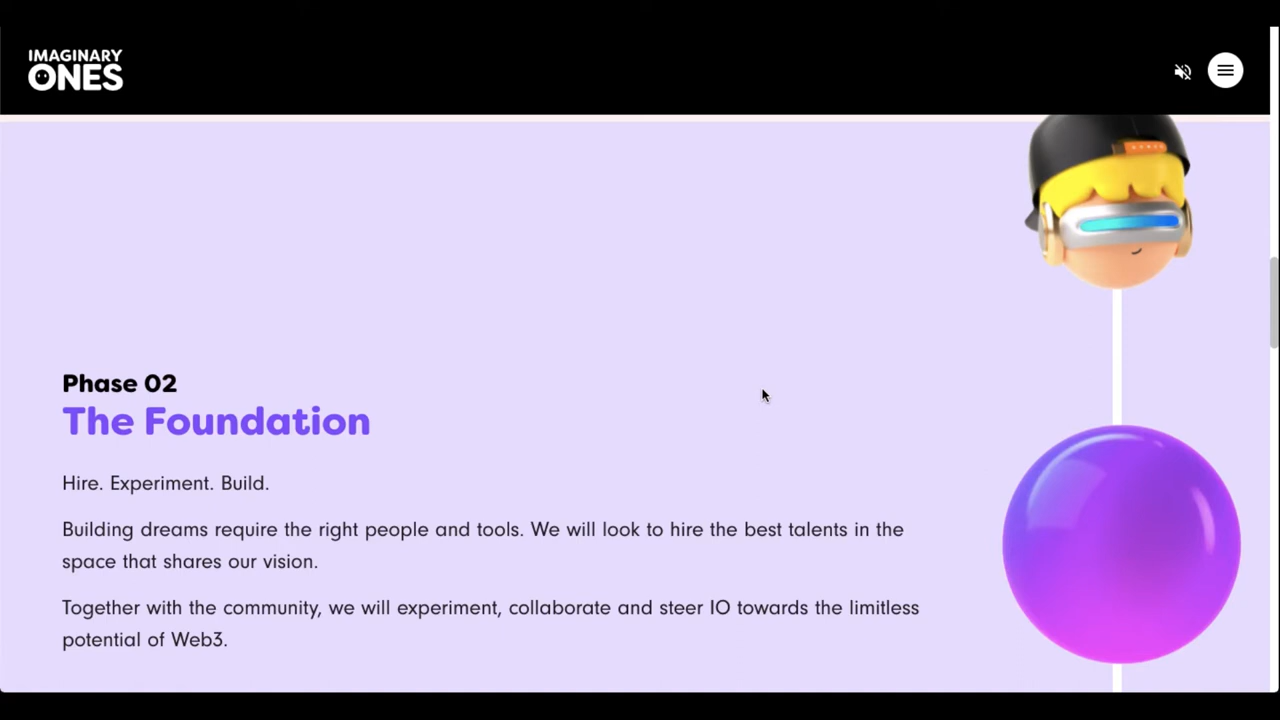 IMAGINARY
ONES
Phase 02
The Foundation
Hire. Experiment. Build.
Building dreams require the right people and tools. We will look to hire the best talents in the
space that shares our vision.
Together with the community, we will experiment, collaborate and steer IO towards the limitless
potential of Web3.